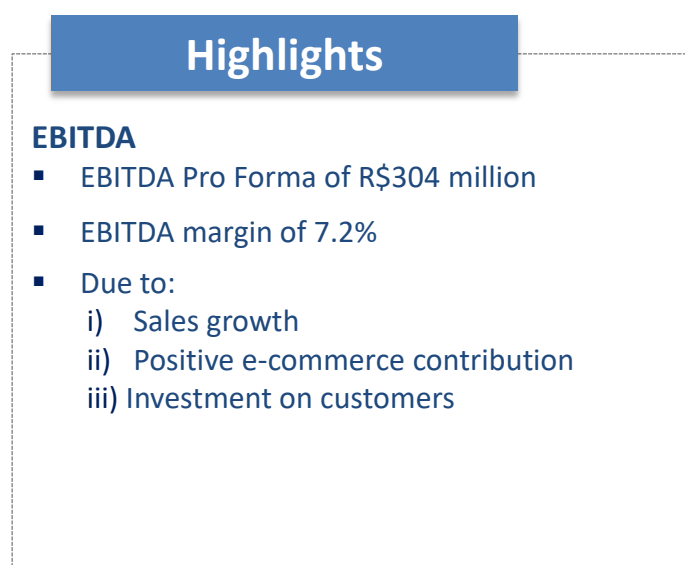 Highlights
EBITDA
▪ EBITDA Pro Forma of R$304 million
▪ EBITDA margin of 7.2%
▪ Due to:
i) Sales growth
ii) Positive e-commerce contribution
iii) Investment on customers